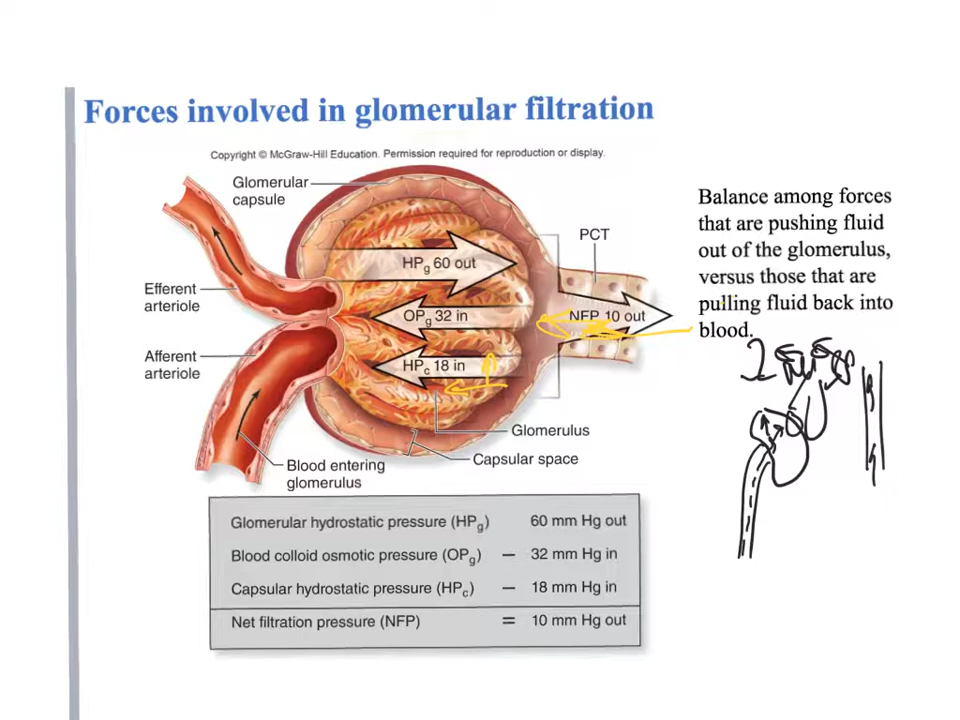 Forces involved in glomerular filtration
Copyright © McGraw-Hill Education. Permission required for reproduction or display.
Glomerular
capsule
Efferent
arteriole
Afferent
arteriole
HPg 60 out
OPg 32 in
HPc 18 in
PCT
NFP 10 out
Glomerulus
Capsular space
Blood entering
glomerulus
Balance among forces
that are pushing fluid
out of the glomerulus,
versus those that are
pulling fluid back into
blood.
Glomerular hydrostatic pressure (HPg) 60 mm Hg out
Blood colloid osmotic pressure (OPg) – 32 mm Hg in
Capsular hydrostatic pressure (HPc) – 18 mm Hg in
Net filtration pressure (NFP) = 10 mm Hg out